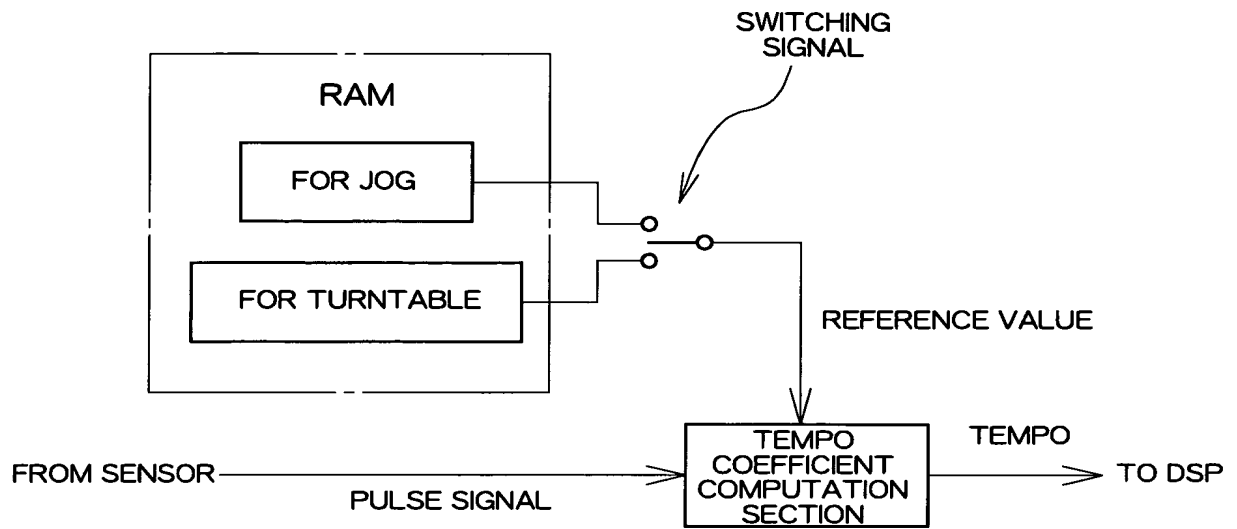 SWITCHING
SIGNAL
RAM
FOR JOG
FOR TURNTABLE
REFERENCE VALUE
TEMPO
COEFFICIENT
COMPUTATION
SECTION
TEMPO
FROM SENSOR
PULSE SIGNAL
TO DSP